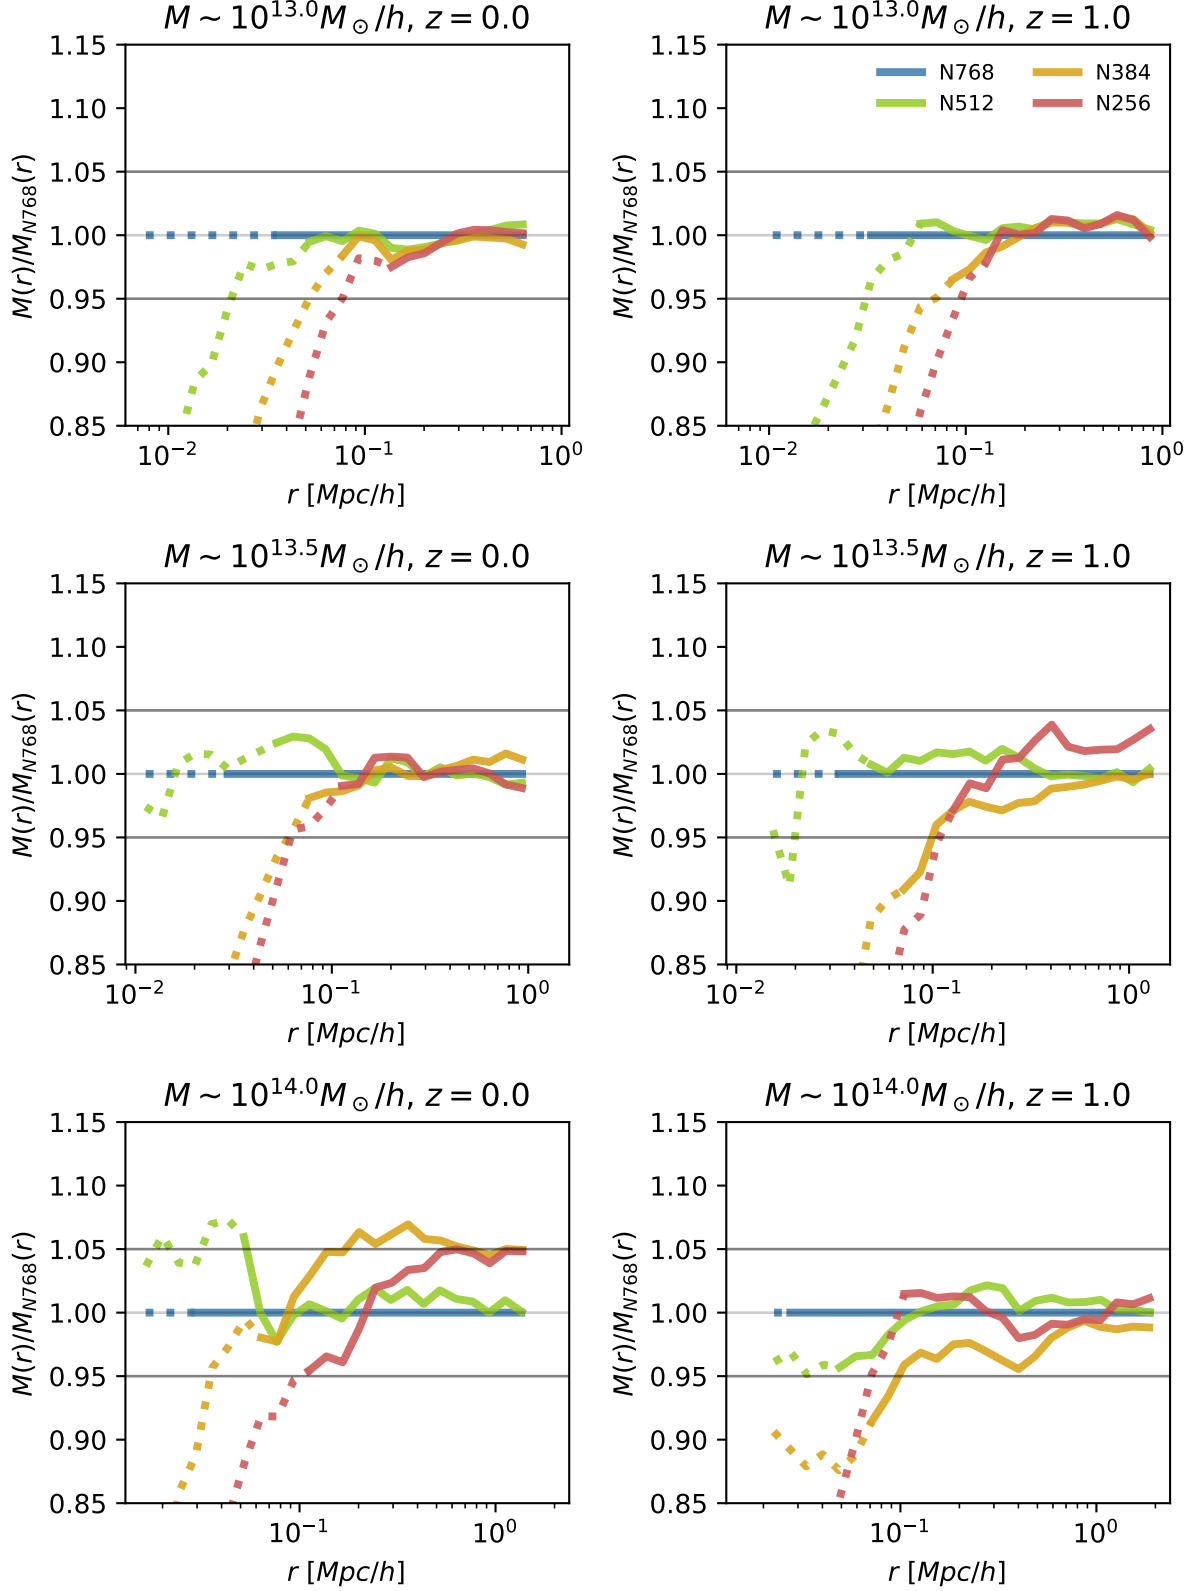 M ~ 10^13.0 M_⊙/h, z = 0.0
1.15
1.10
1.05
1.00
0.95
0.90
0.85
M(r)/M_N768(r)
10^−2
10^−1
10^0
r [Mpc/h]
M ~ 10^13.0 M_⊙/h, z = 1.0
N768
N384
N512
N256
1.15
1.10
1.05
1.00
0.95
0.90
0.85
M(r)/M_N768(r)
10^−2
10^−1
10^0
r [Mpc/h]
M ~ 10^13.5 M_⊙/h, z = 0.0
1.15
1.10
1.05
1.00
0.95
0.90
0.85
M(r)/M_N768(r)
10^−2
10^−1
10^0
r [Mpc/h]
M ~ 10^13.5 M_⊙/h, z = 1.0
1.15
1.10
1.05
1.00
0.95
0.90
0.85
M(r)/M_N768(r)
10^−2
10^−1
10^0
r [Mpc/h]
M ~ 10^14.0 M_⊙/h, z = 0.0
1.15
1.10
1.05
1.00
0.95
0.90
0.85
M(r)/M_N768(r)
10^−1
10^0
r [Mpc/h]
M ~ 10^14.0 M_⊙/h, z = 1.0
1.15
1.10
1.05
1.00
0.95
0.90
0.85
M(r)/M_N768(r)
10^−1
10^0
r [Mpc/h]